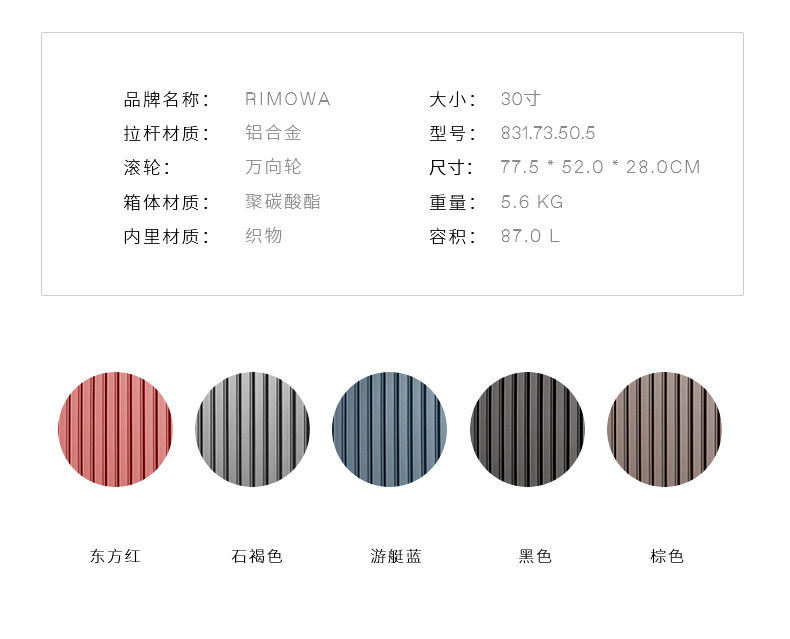 品牌名称： RIMOWA 大小： 30寸
拉杆材质： 铝合金 型号： 831.73.50.5
滚轮： 万向轮 尺寸： 77.5 * 52.0 * 28.0CM
箱体材质： 聚碳酸酯 重量： 5.6 KG
内里材质： 织物 容积： 87.0 L
东方红 石褐色 游艇蓝 黑色 棕色